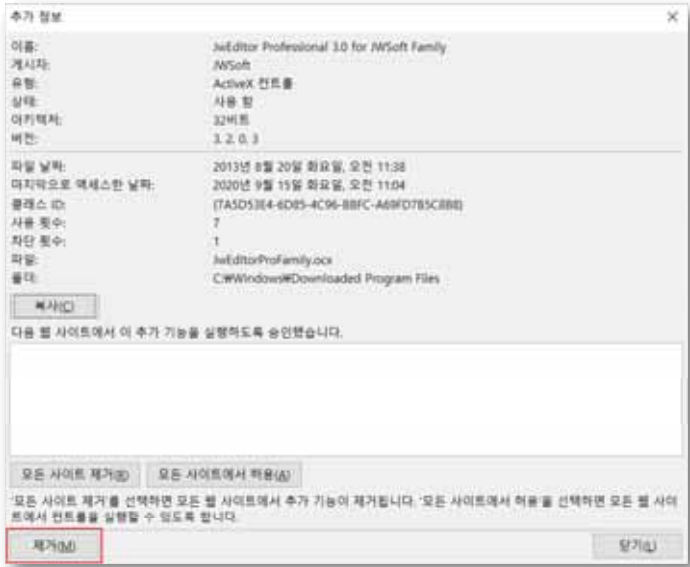 추가 정보
이름: JwEditor Professional 3.0 for JWSoft Family
게시자: JWSoft
유형: ActiveX 컨트롤
상태: 사용 함
아키텍처: 32비트
버전: 3, 2, 0, 3
파일 날짜: 2013년 8월 20일 화요일, 오전 11:38
마지막으로 액세스한 날짜: 2020년 9월 15일 화요일, 오전 11:04
클래스 ID: {7A5D53E4-6D85-4C96-BBFC-A69FD7B5C8BB}
사용 횟수: 7
차단 횟수: 1
파일: JwEditorProFamily.ocx
폴더: C:₩Windows₩Downloaded Program Files
복사(C)
다음 웹 사이트에서 이 추가 기능을 실행하도록 승인했습니다.
모든 사이트 제거(R) 모든 사이트에서 허용(A)
'모든 사이트 제거'를 선택하면 모든 웹 사이트에서 추가 기능이 제거됩니다. '모든 사이트에서 허용'을 선택하면 모든 웹 사이
트에서 컨트롤을 실행할 수 있도록 합니다.
제거(M) 닫기(L)